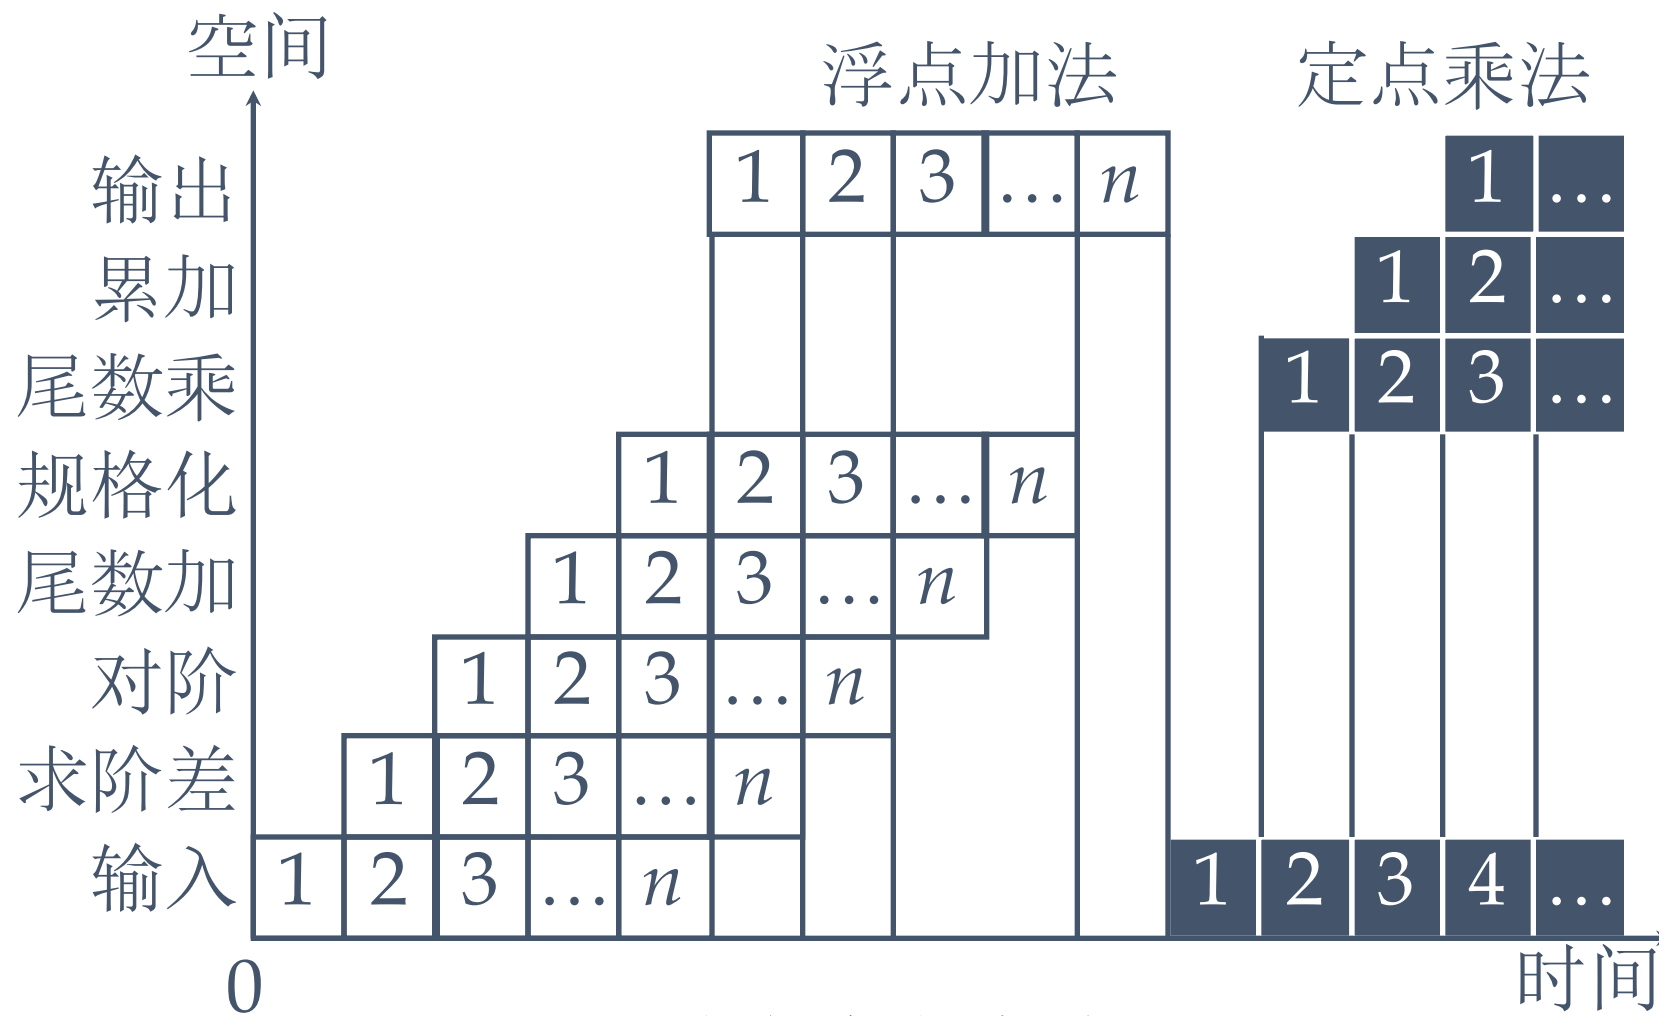 空间
浮点加法 定点乘法
输出 1 2 3 … n 1 …
累加 1 2 …
尾数乘 1 2 3 …
规格化 1 2 3 … n
尾数加 1 2 3 … n
对阶 1 2 3 … n
求阶差 1 2 3 … n
输入 1 2 3 … n 1 2 3 4 …
0 时间